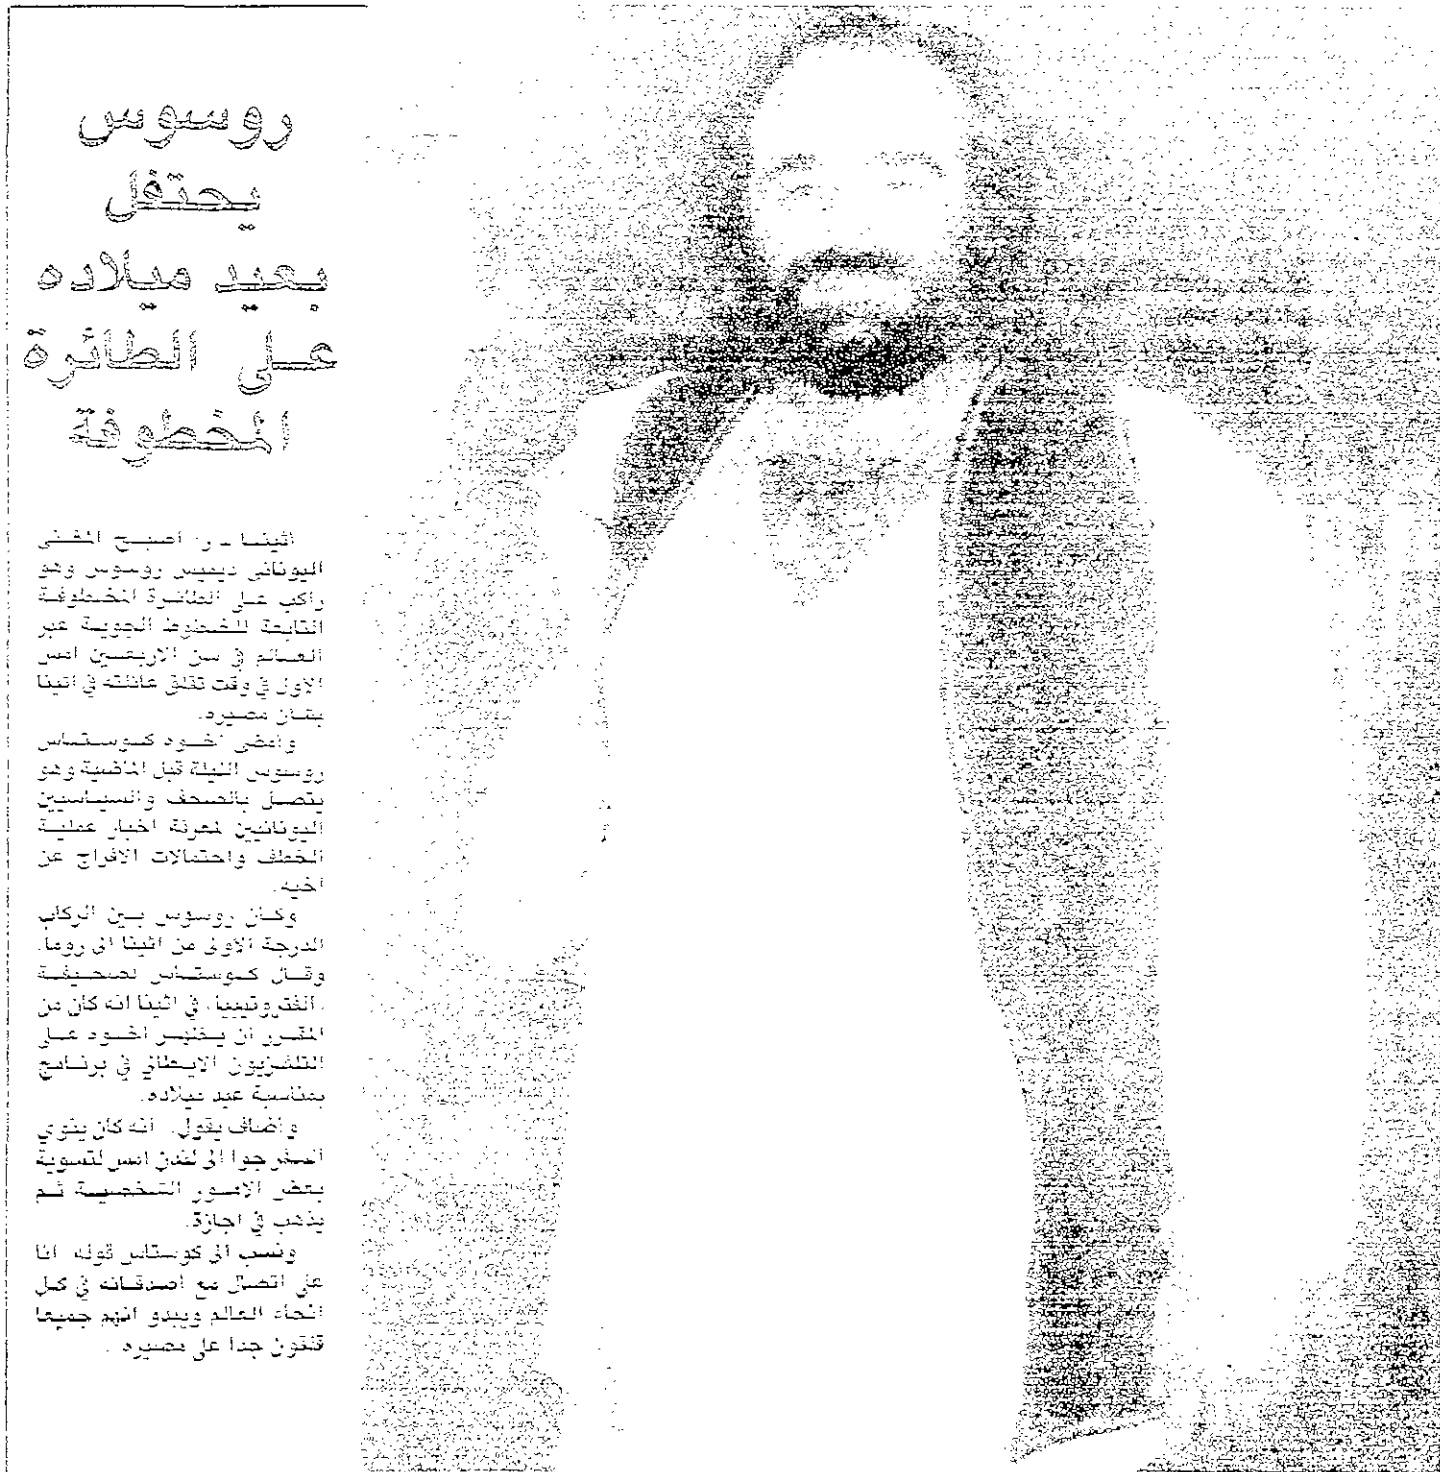 روسوس
يحتفل
بعيد ميلاده
على الطائرة
المخطوفة
اثينا ـ ر. اصبح المغني
اليوناني ديميس روسوس وهو
راكب على الطائرة المخطوفة
التابعة للخطوط الجوية عبر
العالم في سن الاربعين امس
الاول في وقت تقلق عائلته في اثينا
بشأن مصيره.
وامضى اخوه كوستاس
روسوس الليلة قبل الماضية وهو
يتصل بالصحف والسياسيين
اليونانيين لمعرفة اخبار عملية
الخطف واحتمالات الافراج عن
اخيه.
وكان روسوس بين الركاب
الدرجة الاولى من اثينا الى روما.
وقال كوستاس لصحيفة
في اثينا انه كان من
المقرر ان يظهر اخوه على
التلفزيون الايطالي في برنامج
بمناسبة عيد ميلاده.
وأضاف يقول. انه كان ينوي
السفر جوا الى لندن امس لتسوية
بعض الامور الشخصية ثم
يذهب في اجازة.
ونسب الى كوستاس قوله انا
على اتصال مع أصدقائه في كل
انحاء العالم ويبدو انهم جميعا
قلقون جدا على مصيره .